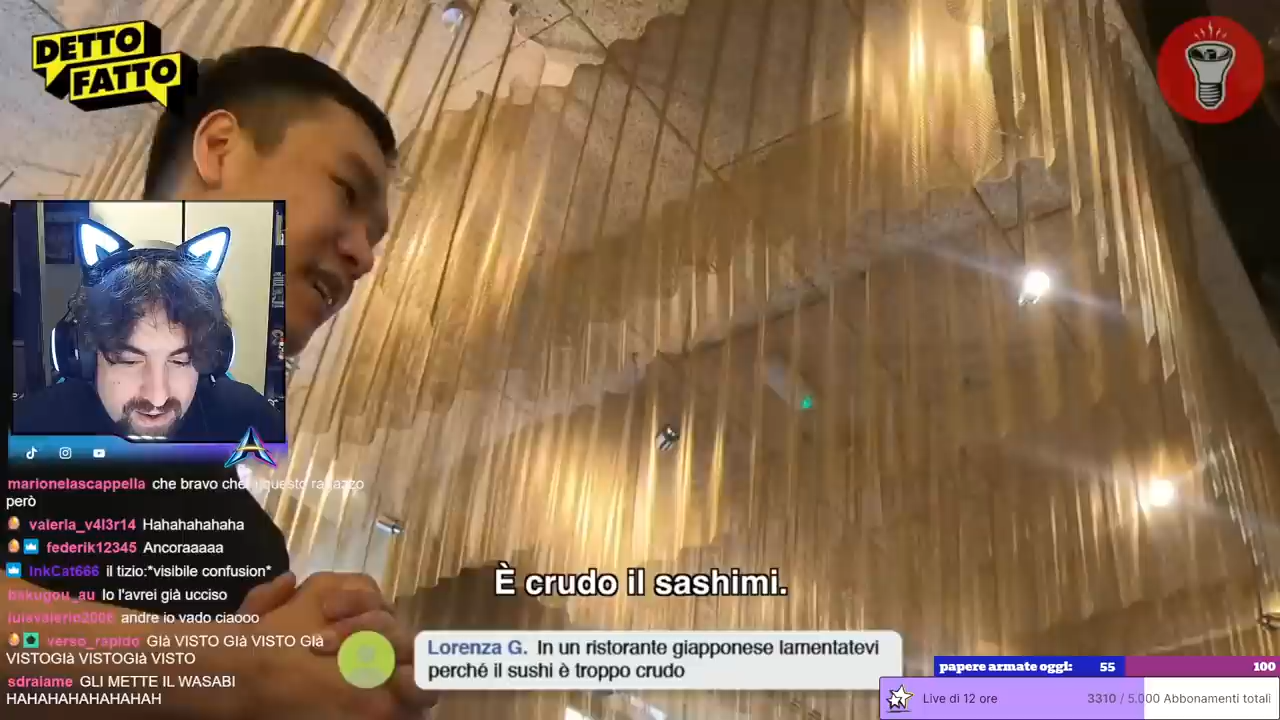 DETTO
FATTO
marionelascappella che bravo che questo ragazzo
però
valeria_v4l3r14 Hahahahahaha
federik12345 Ancoraaaaa
InkCat666 il tizio:*visibile confusion*
bakugou_au Io l'avrei già ucciso
luisvalerio2006 andre io vado ciaooo
verso_rapido GIà VISTO GIà VISTO GIà
VISTOGIà VISTOGIà VISTO
sdraiame GLI METTE IL WASABI
HAHAHAHAHAHAHAH
È crudo il sashimi.
Lorenza G. In un ristorante giapponese lamentatevi
perché il sushi è troppo crudo
papere armate oggi: 55 100
Live di 12 ore 3310 / 5.000 Abbonamenti totali